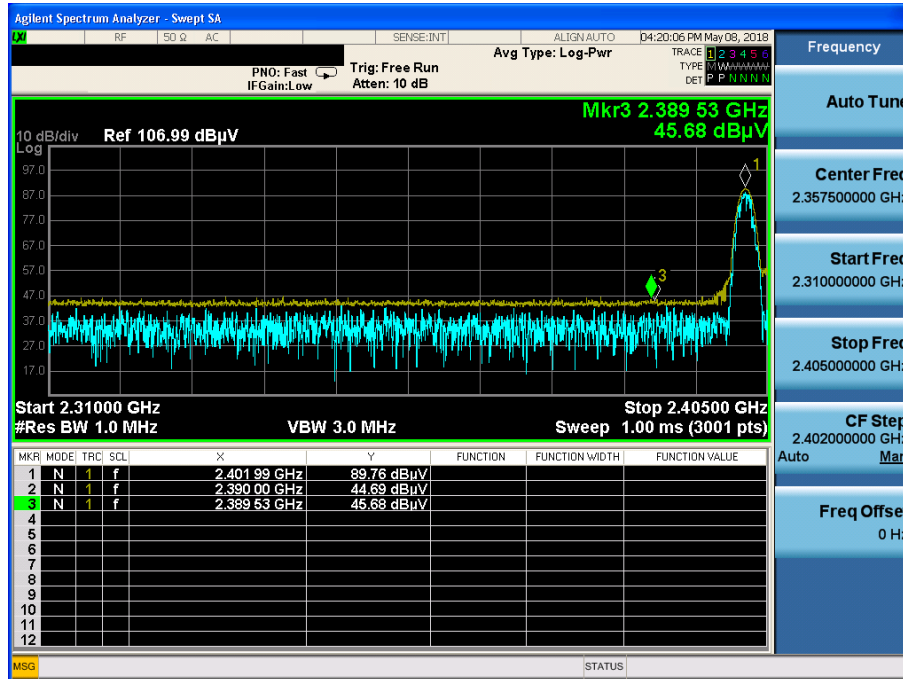 Agilent Spectrum Analyzer - Swept SA
LXI RF 50 Ω AC SENSE:INT ALIGN AUTO 04:20:06 PM May 08, 2018
Avg Type: Log-Pwr
TRACE 1 2 3 4 5 6
PNO: Fast Trig: Free Run
TYPE M W W W W W
IFGain:Low Atten: 10 dB
DET P P N N N N
Mkr3 2.389 53 GHz
45.68 dBµV
10 dB/div Ref 106.99 dBµV
Log
97.0
87.0
77.0
67.0
57.0
47.0
37.0
27.0
17.0
1
3
Start 2.31000 GHz Stop 2.40500 GHz
#Res BW 1.0 MHz VBW 3.0 MHz Sweep 1.00 ms (3001 pts)
MKR MODE TRC SCL X Y FUNCTION FUNCTION WIDTH FUNCTION VALUE
1 N 1 f 2.401 99 GHz 89.76 dBµV
2 N 1 f 2.390 00 GHz 44.69 dBµV
3 N 1 f 2.389 53 GHz 45.68 dBµV
4
5
6
7
8
9
10
11
12
MSG STATUS
Frequency
Auto Tune
Center Freq
2.357500000 GHz
Start Freq
2.310000000 GHz
Stop Freq
2.405000000 GHz
CF Step
2.402000000 GHz
Auto Man
Freq Offse
0 Hz